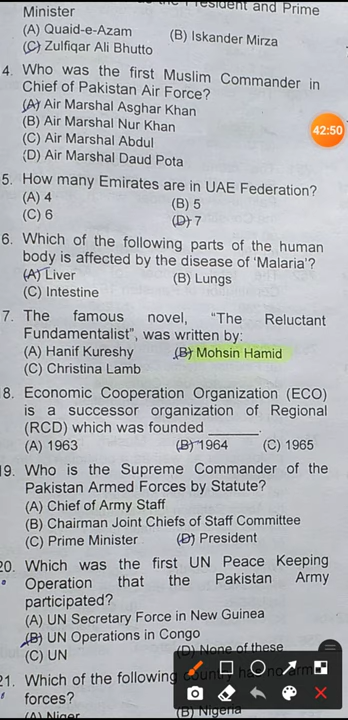 President and Prime
Minister
(A) Quaid-e-Azam (B) Iskander Mirza
(C) Zulfiqar Ali Bhutto
4. Who was the first Muslim Commander in
Chief of Pakistan Air Force?
(A) Air Marshal Asghar Khan
(B) Air Marshal Nur Khan
(C) Air Marshal Abdul
(D) Air Marshal Daud Pota
42:50
5. How many Emirates are in UAE Federation?
(A) 4 (B) 5
(C) 6 (D) 7
6. Which of the following parts of the human
body is affected by the disease of 'Malaria'?
(A) Liver (B) Lungs
(C) Intestine
7. The famous novel, "The Reluctant
Fundamentalist", was written by:
(A) Hanif Kureshy (B) Mohsin Hamid
(C) Christina Lamb
8. Economic Cooperation Organization (ECO)
is a successor organization of Regional
(RCD) which was founded ______.
(A) 1963 (B) 1964 (C) 1965
19. Who is the Supreme Commander of the
Pakistan Armed Forces by Statute?
(A) Chief of Army Staff
(B) Chairman Joint Chiefs of Staff Committee
(C) Prime Minister (D) President
20. Which was the first UN Peace Keeping
Operation that the Pakistan Army
participated?
(A) UN Secretary Force in New Guinea
(B) UN Operations in Congo
(C) UN (D) None of these
21. Which of the following country has no army
forces?
(A) Niger (B) Nigeria